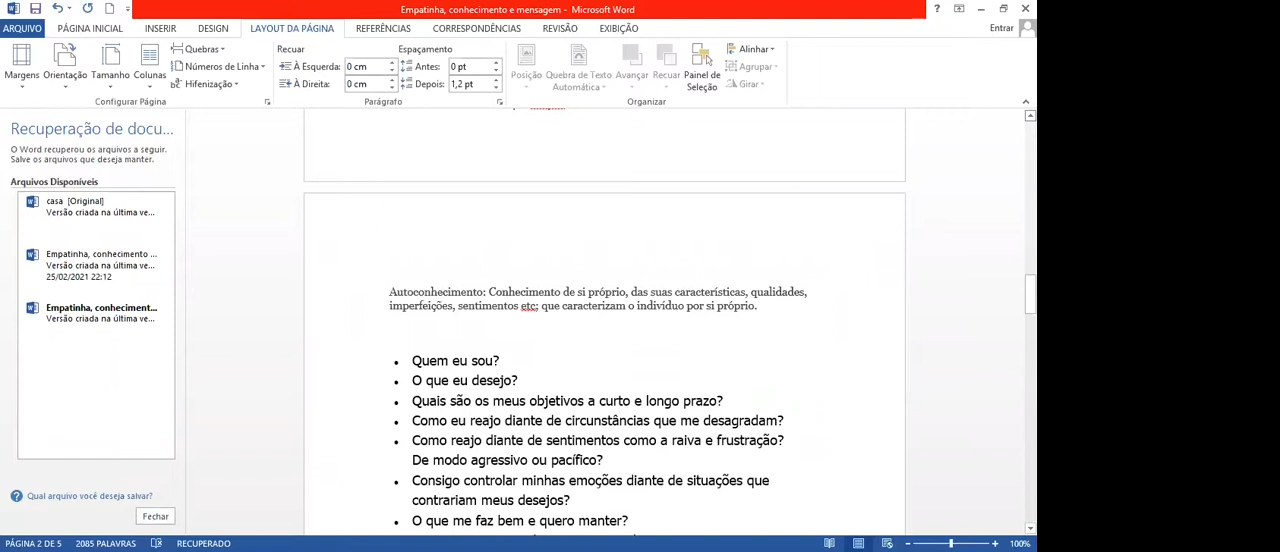 Empatinha, conhecimento e mensagem - Microsoft Word
ARQUIVO PÁGINA INICIAL INSERIR DESIGN LAYOUT DA PÁGINA REFERÊNCIAS CORRESPONDÊNCIAS REVISÃO EXIBIÇÃO Entrar
Margens Orientação Tamanho Colunas
Quebras
Números de Linha
Hifenização
Configurar Página
Recuar Espaçamento
À Esquerda: 0 cm Antes: 0 pt
À Direita: 0 cm Depois: 1,2 pt
Parágrafo
Posição Quebra de Texto Automática Avançar Recuar Painel de Seleção
Alinhar
Agrupar
Girar
Organizar
Recuperação de docu...
O Word recuperou os arquivos a seguir.
Salve os arquivos que deseja manter.
Arquivos Disponíveis
casa [Original]
Versão criada na última ve...
Empatinha, conhecimento ...
Versão criada na última ve...
25/02/2021 22:12
Empatinha, conheciment...
Versão criada na última ve...
Qual arquivo você deseja salvar?
Fechar
Autoconhecimento: Conhecimento de si próprio, das suas características, qualidades,
imperfeições, sentimentos etc; que caracterizam o indivíduo por si próprio.
• Quem eu sou?
• O que eu desejo?
• Quais são os meus objetivos a curto e longo prazo?
• Como eu reajo diante de circunstâncias que me desagradam?
• Como reajo diante de sentimentos como a raiva e frustração?
De modo agressivo ou pacífico?
• Consigo controlar minhas emoções diante de situações que
contrariam meus desejos?
• O que me faz bem e quero manter?
PÁGINA 2 DE 5 2085 PALAVRAS RECUPERADO 100%